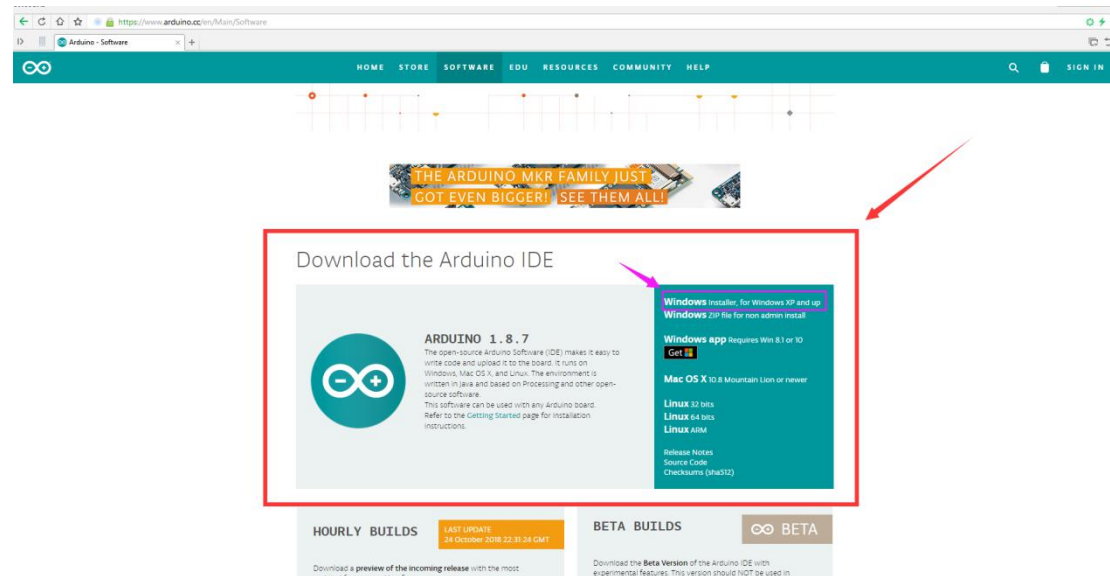 https://www.arduino.cc/en/Main/Software
Arduino - Software
HOME STORE SOFTWARE EDU RESOURCES COMMUNITY HELP SIGN IN
THE ARDUINO MKR FAMILY JUST
GOT EVEN BIGGER! SEE THEM ALL!
Download the Arduino IDE
ARDUINO 1.8.7
The open-source Arduino Software (IDE) makes it easy to
write code and upload it to the board. It runs on
Windows, Mac OS X, and Linux. The environment is
written in Java and based on Processing and other open-
source software.
This software can be used with any Arduino board.
Refer to the Getting Started page for Installation
instructions.
Windows Installer, for Windows XP and up
Windows ZIP file for non admin install
Windows app Requires Win 8.1 or 10
Get
Mac OS X 10.8 Mountain Lion or newer
Linux 32 bits
Linux 64 bits
Linux ARM
Release Notes
Source Code
Checksums (sha512)
HOURLY BUILDS
LAST UPDATE
24 October 2018 22:31:24 GMT
Download a preview of the incoming release with the most
BETA BUILDS
BETA
Download the Beta Version of the Arduino IDE with
experimental features. This version should NOT be used in